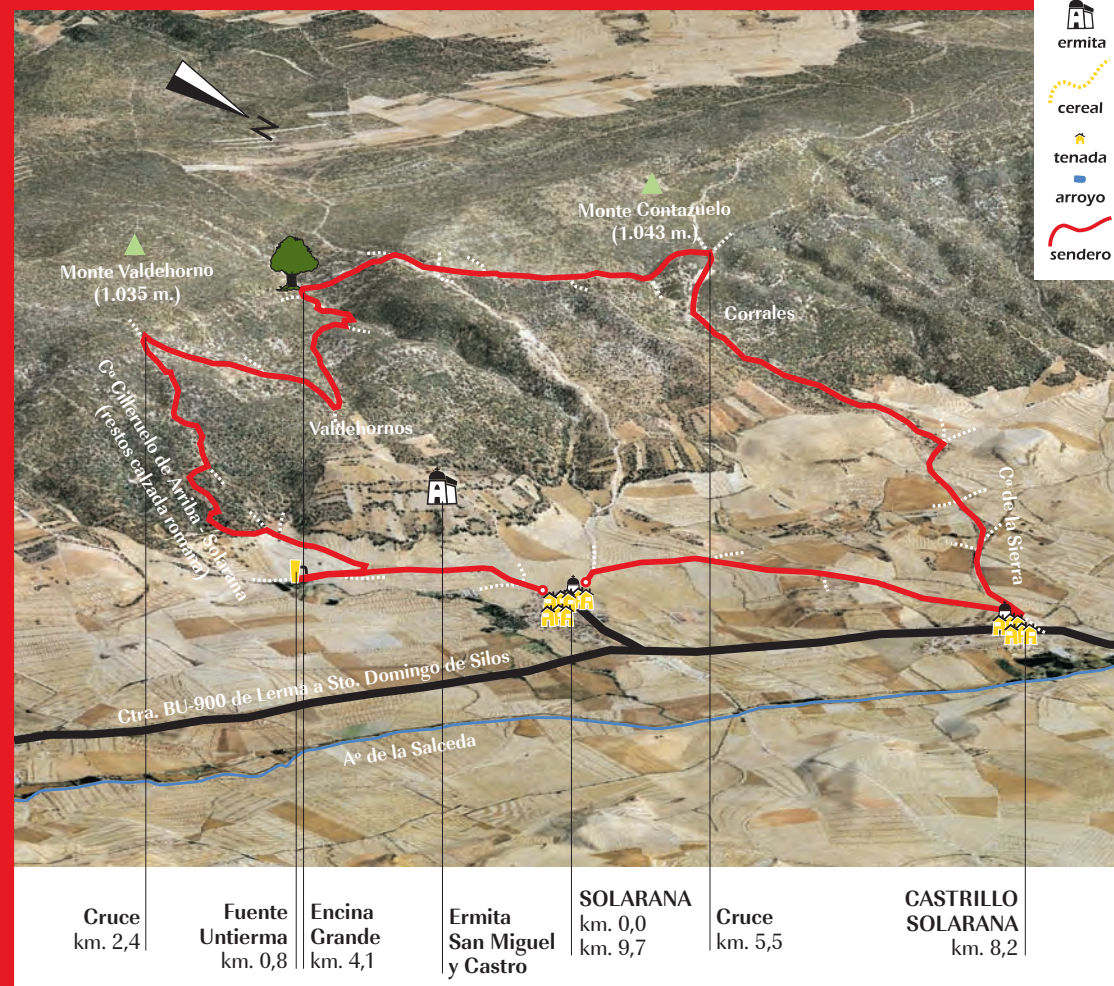 ermita
cereal
tenada
arroyo
sendero
Monte Contazuelo
(1.043 m.)
Monte Valdehorno
(1.035 m.)
Corrales
Cº Cilleruelo de Arriba - Solarana
(restos calzada romana)
Valdehornos
Cº de la Sierra
Ctra. BU-900 de Lerma a Sto. Domingo de Silos
Aº de la Salceda
Cruce
km. 2,4
Fuente
Untierma
km. 0,8
Encina
Grande
km. 4,1
Ermita
San Miguel
y Castro
SOLARANA
km. 0,0
km. 9,7
Cruce
km. 5,5
CASTRILLO
SOLARANA
km. 8,2